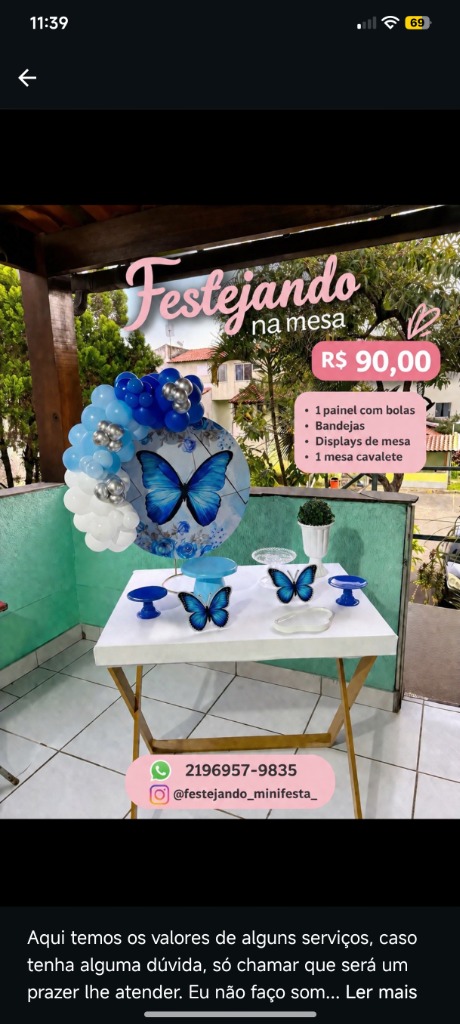 11:39
69
Festejando
na mesa
R$ 90,00
• 1 painel com bolas
• Bandejas
• Displays de mesa
• 1 mesa cavalete
2196957-9835
@festejando_minifesta_
Aqui temos os valores de alguns serviços, caso
tenha alguma dúvida, só chamar que será um
prazer lhe atender. Eu não faço som... Ler mais